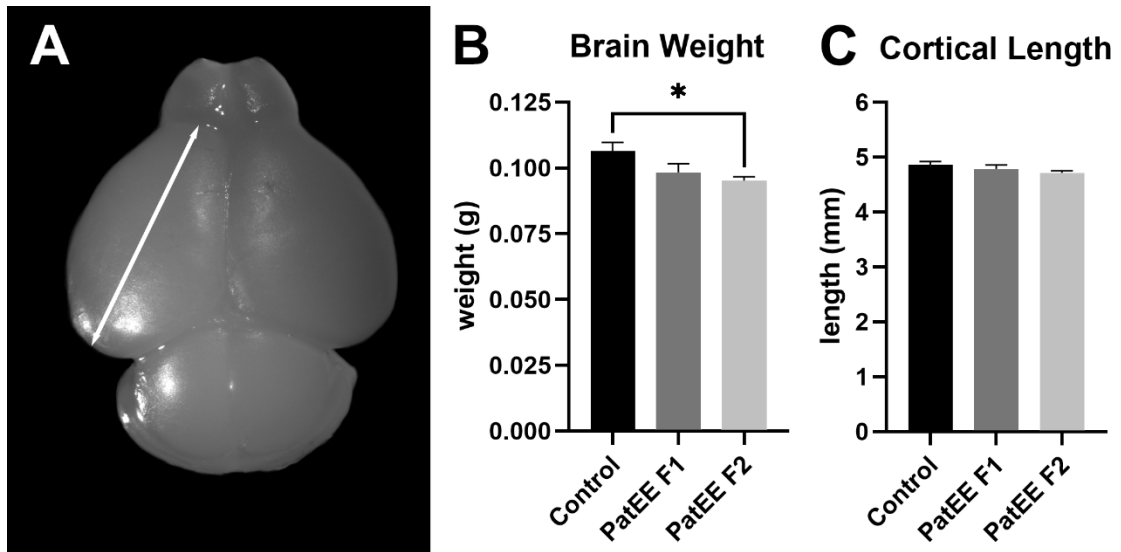 A
B Brain Weight
*
0.125
0.100
0.075
0.050
0.025
0.000
weight (g)
Control
PatEE F1
PatEE F2
C Cortical Length
6
5
4
3
2
1
0
length (mm)
Control
PatEE F1
PatEE F2